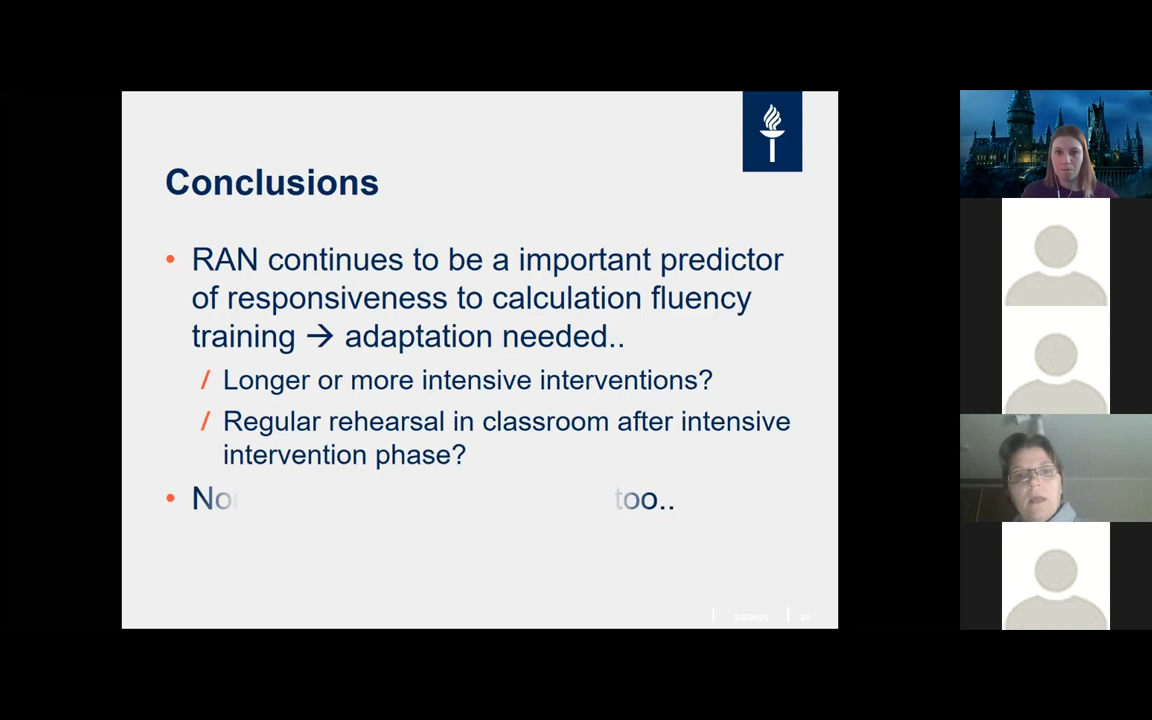 Conclusions
• RAN continues to be a important predictor
of responsiveness to calculation fluency
training → adaptation needed..
/ Longer or more intensive interventions?
/ Regular rehearsal in classroom after intensive
intervention phase?
• too..